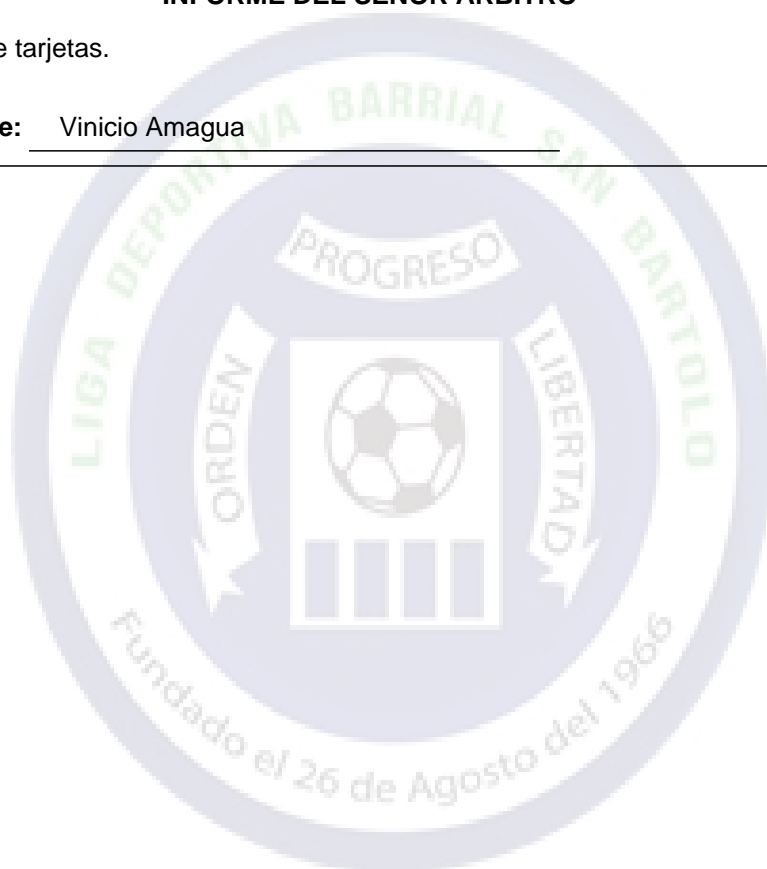 INFORME DEL SEÑOR ARBITRO
e tarjetas.
e: Vinicio Amagua
LIGA DEPORTIVA BARRIAL SAN BARTOLO
PROGRESO
ORDEN
LIBERTAD
Fundado el 26 de Agosto del 1966